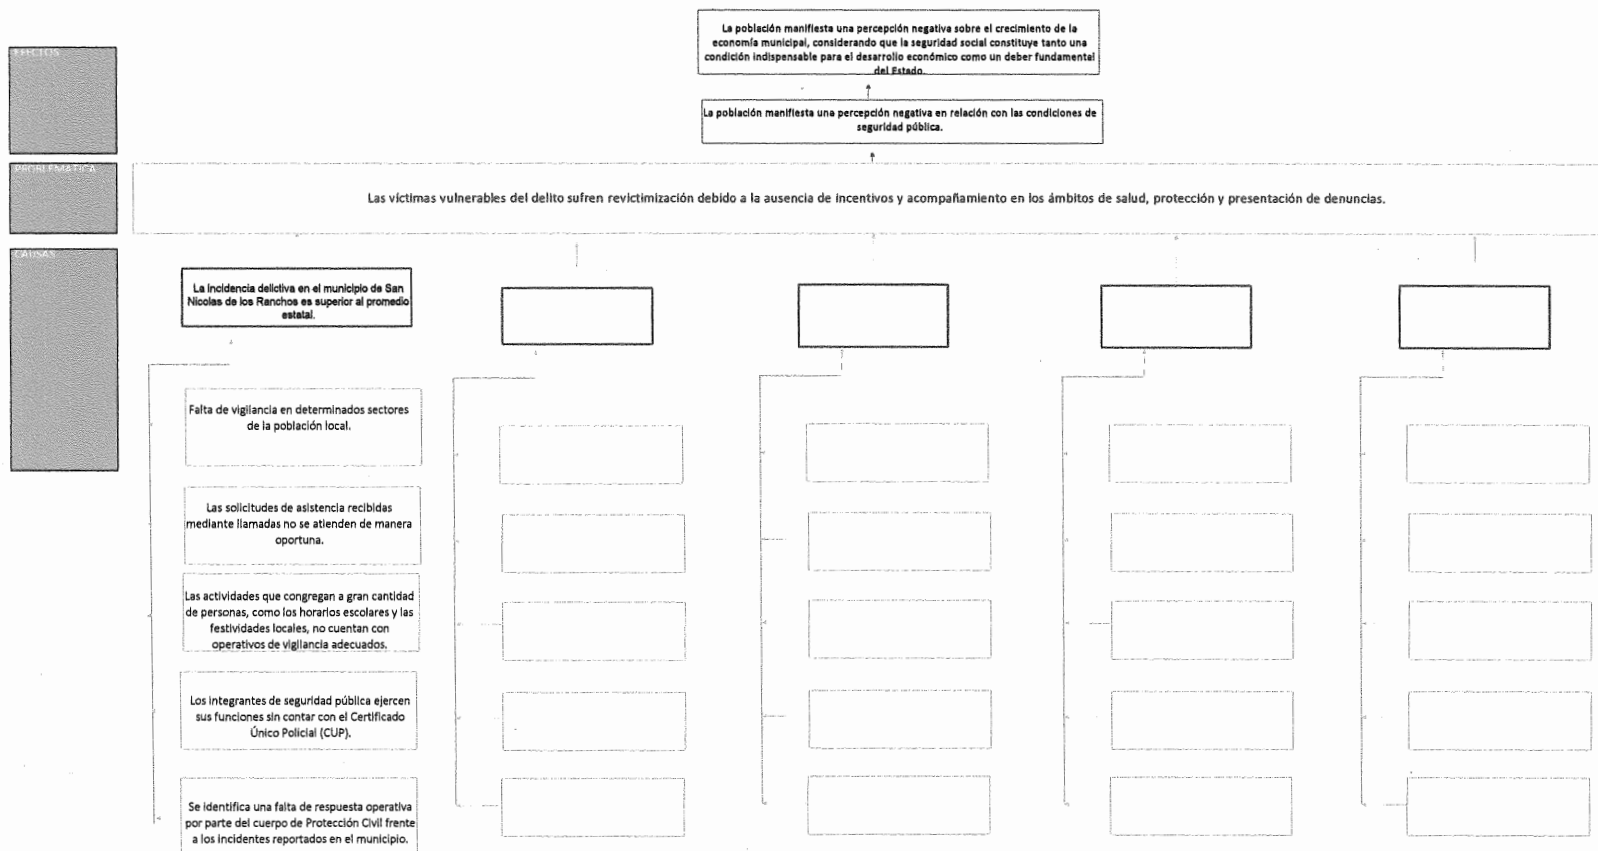 La población manifiesta una percepción negativa sobre el crecimiento de la
economía municipal, considerando que la seguridad social constituye tanto una
condición indispensable para el desarrollo económico como un deber fundamental
del Estado.
EFECTOS
La población manifiesta una percepción negativa en relación con las condiciones de
seguridad pública.
PROBLEMÁTICA
Las víctimas vulnerables del delito sufren revictimización debido a la ausencia de incentivos y acompañamiento en los ámbitos de salud, protección y presentación de denuncias.
CAUSAS
La incidencia delictiva en el municipio de San
Nicolas de los Ranchos es superior al promedio
estatal.
Falta de vigilancia en determinados sectores
de la población local.
Las solicitudes de asistencia recibidas
mediante llamadas no se atienden de manera
oportuna.
Las actividades que congregan a gran cantidad
de personas, como los horarios escolares y las
festividades locales, no cuentan con
operativos de vigilancia adecuados.
Los integrantes de seguridad pública ejercen
sus funciones sin contar con el Certificado
Único Policial (CUP).
Se identifica una falta de respuesta operativa
por parte del cuerpo de Protección Civil frente
a los incidentes reportados en el municipio.